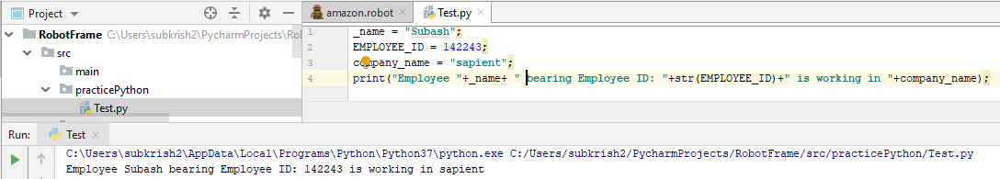 Project
amazon.robot
Test.py
RobotFrame C:\Users\subkrish2\PycharmProjects\Ro
src
main
practicePython
Test.py
1 _name = "Subash";
2 EMPLOYEE_ID = 142243;
3 company_name = "sapient";
4 print("Employee "+_name+ " bearing Employee ID: "+str(EMPLOYEE_ID)+" is working in "+company_name);
Run: Test
C:\Users\subkrish2\AppData\Local\Programs\Python\Python37\python.exe C:/Users/subkrish2/PycharmProjects/RobotFrame/src/practicePython/Test.py
Employee Subash bearing Employee ID: 142243 is working in sapient